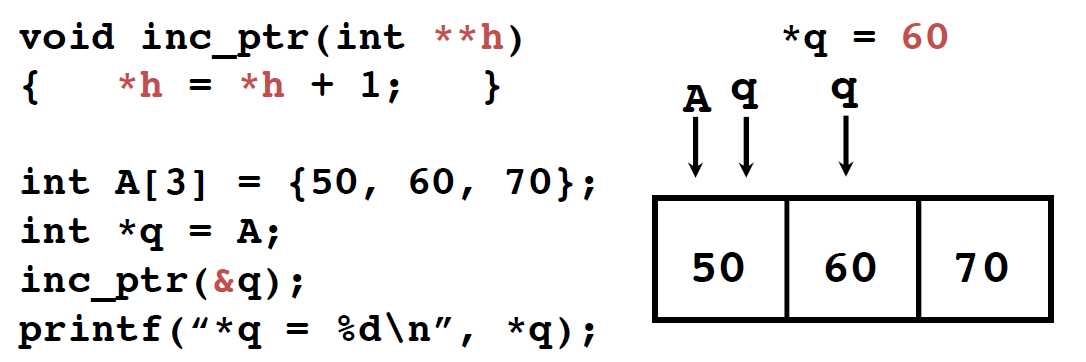 void inc_ptr(int **h)
{   *h = *h + 1;   }
int A[3] = {50, 60, 70};
int *q = A;
inc_ptr(&q);
printf(“*q = %d\n”, *q);
*q = 60
A q q
50 60 70